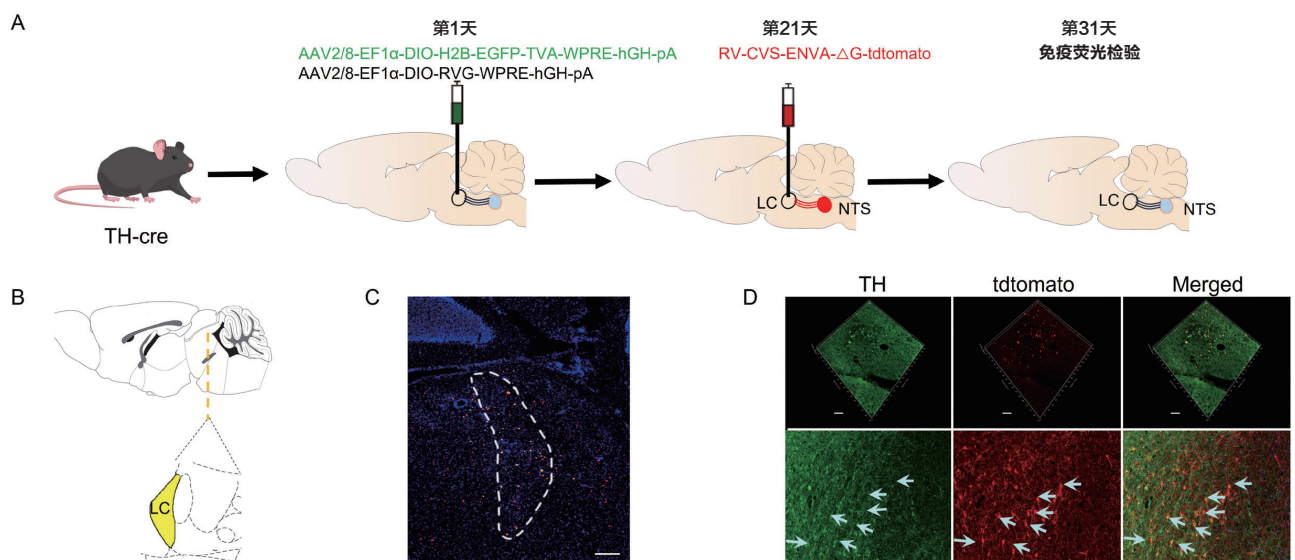 A
第1天
AAV2/8-EF1α-DIO-H2B-EGFP-TVA-WPRE-hGH-pA
AAV2/8-EF1α-DIO-RVG-WPRE-hGH-pA
第21天
RV-CVS-ENVA-△G-tdtomato
第31天
免疫荧光检验
TH-cre
LC
NTS
LC
NTS
B
LC
C
D
TH
tdtomato
Merged